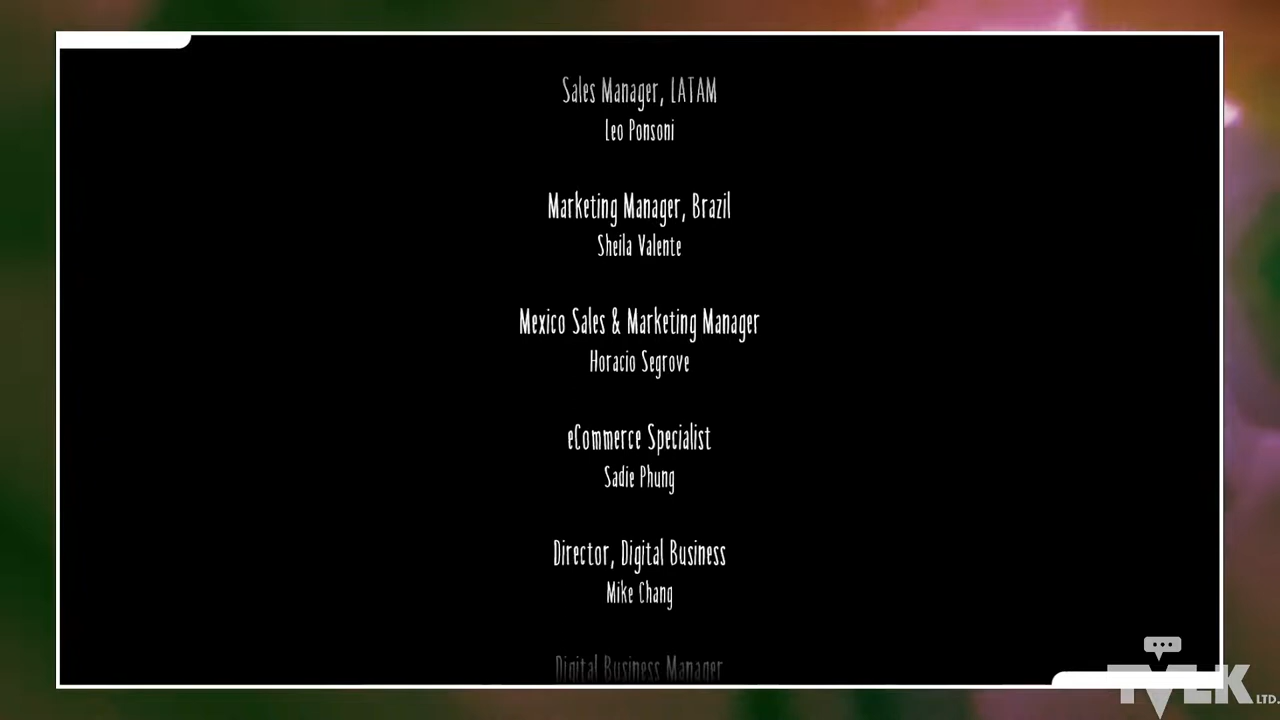 Sales Manager, LATAM
Leo Ponsoni
Marketing Manager, Brazil
Sheila Valente
Mexico Sales & Marketing Manager
Horacio Segrove
eCommerce Specialist
Sadie Phung
Director, Digital Business
Mike Chang
Digital Business Manager
LTD.